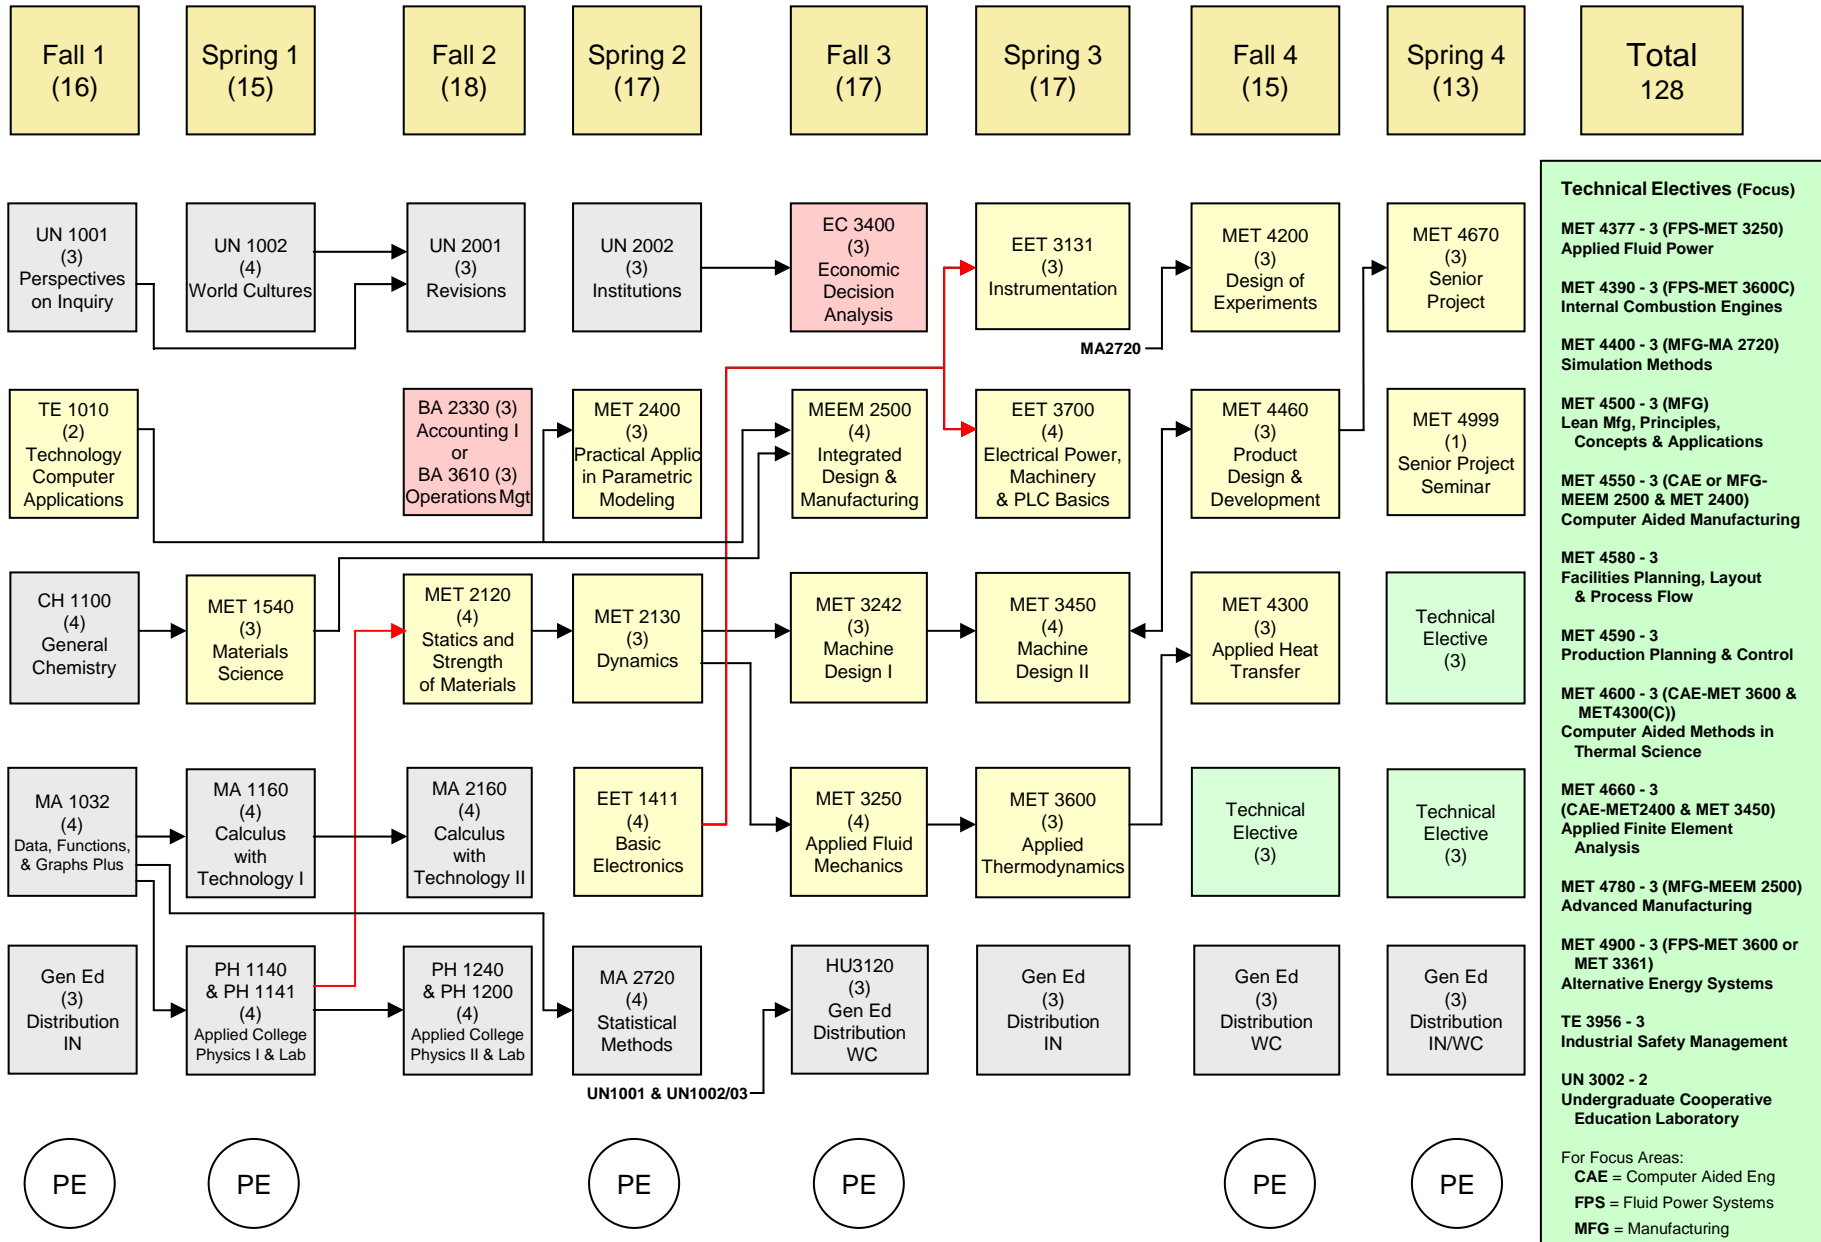 Fall 1
(16)
Spring 1
(15)
Fall 2
(18)
Spring 2
(17)
Fall 3
(17)
Spring 3
(17)
Fall 4
(15)
Spring 4
(13)
Total
128
UN 1001
(3)
Perspectives
on Inquiry
UN 1002
(4)
World Cultures
UN 2001
(3)
Revisions
UN 2002
(3)
Institutions
EC 3400
(3)
Economic
Decision
Analysis
EET 3131
(3)
Instrumentation
MET 4200
(3)
Design of
Experiments
MET 4670
(3)
Senior
Project
MA2720
TE 1010
(2)
Technology
Computer
Applications
BA 2330 (3)
Accounting I
or
BA 3610 (3)
Operations Mgt
MET 2400
(3)
Practical Applic
in Parametric
Modeling
MEEM 2500
(4)
Integrated
Design &
Manufacturing
EET 3700
(4)
Electrical Power,
Machinery
& PLC Basics
MET 4460
(3)
Product
Design &
Development
MET 4999
(1)
Senior Project
Seminar
CH 1100
(4)
General
Chemistry
MET 1540
(3)
Materials
Science
MET 2120
(4)
Statics and
Strength
of Materials
MET 2130
(3)
Dynamics
MET 3242
(3)
Machine
Design I
MET 3450
(4)
Machine
Design II
MET 4300
(3)
Applied Heat
Transfer
Technical
Elective
(3)
MA 1032
(4)
Data, Functions,
& Graphs Plus
MA 1160
(4)
Calculus
with
Technology I
MA 2160
(4)
Calculus
with
Technology II
EET 1411
(4)
Basic
Electronics
MET 3250
(4)
Applied Fluid
Mechanics
MET 3600
(3)
Applied
Thermodynamics
Technical
Elective
(3)
Technical
Elective
(3)
Gen Ed
(3)
Distribution
IN
PH 1140
& PH 1141
(4)
Applied College
Physics I & Lab
PH 1240
& PH 1200
(4)
Applied College
Physics II & Lab
MA 2720
(4)
Statistical
Methods
HU3120
(3)
Gen Ed
Distribution
WC
Gen Ed
(3)
Distribution
IN
Gen Ed
(3)
Distribution
WC
Gen Ed
(3)
Distribution
IN/WC
UN1001 & UN1002/03
PE
PE
PE
PE
PE
PE
Technical Electives (Focus)
MET 4377 - 3 (FPS-MET 3250)
Applied Fluid Power
MET 4390 - 3 (FPS-MET 3600C)
Internal Combustion Engines
MET 4400 - 3 (MFG-MA 2720)
Simulation Methods
MET 4500 - 3 (MFG)
Lean Mfg, Principles,
Concepts & Applications
MET 4550 - 3 (CAE or MFG-
MEEM 2500 & MET 2400)
Computer Aided Manufacturing
MET 4580 - 3
Facilities Planning, Layout
& Process Flow
MET 4590 - 3
Production Planning & Control
MET 4600 - 3 (CAE-MET 3600 &
MET4300(C))
Computer Aided Methods in
Thermal Science
MET 4660 - 3
(CAE-MET2400 & MET 3450)
Applied Finite Element
Analysis
MET 4780 - 3 (MFG-MEEM 2500)
Advanced Manufacturing
MET 4900 - 3 (FPS-MET 3600 or
MET 3361)
Alternative Energy Systems
TE 3956 - 3
Industrial Safety Management
UN 3002 - 2
Undergraduate Cooperative
Education Laboratory
For Focus Areas:
CAE = Computer Aided Eng
FPS = Fluid Power Systems
MFG = Manufacturing